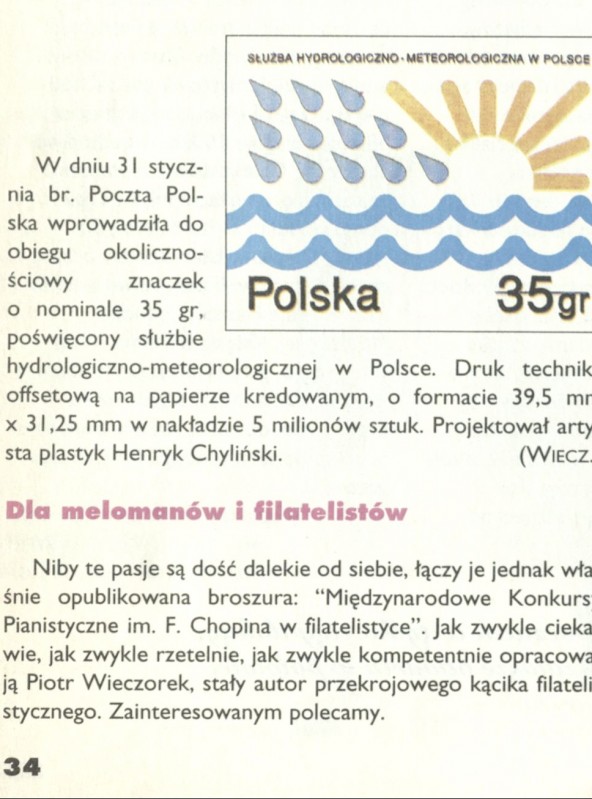 SŁUŻBA HYDROLOGICZNO-METEOROLOGICZNA W POLSCE
Polska 35gr
W dniu 31 stycz-
nia br. Poczta Pol-
ska wprowadziła do
obiegu okoliczno-
ściowy znaczek
o nominale 35 gr,
poświęcony służbie
hydrologiczno-meteorologicznej w Polsce. Druk technik
offsetową na papierze kredowanym, o formacie 39,5 mm
x 31,25 mm w nakładzie 5 milionów sztuk. Projektował arty
sta plastyk Henryk Chyliński. (WIECZ.
Dla melomanów i filatelistów
Niby te pasje są dość dalekie od siebie, łączy je jednak wła
śnie opublikowana broszura: “Międzynarodowe Konkursy
Pianistyczne im. F. Chopina w filatelistyce”. Jak zwykle cieka
wie, jak zwykle rzetelnie, jak zwykle kompetentnie opracowa
ją Piotr Wieczorek, stały autor przekrojowego kącika filateli
stycznego. Zainteresowanym polecamy.
34